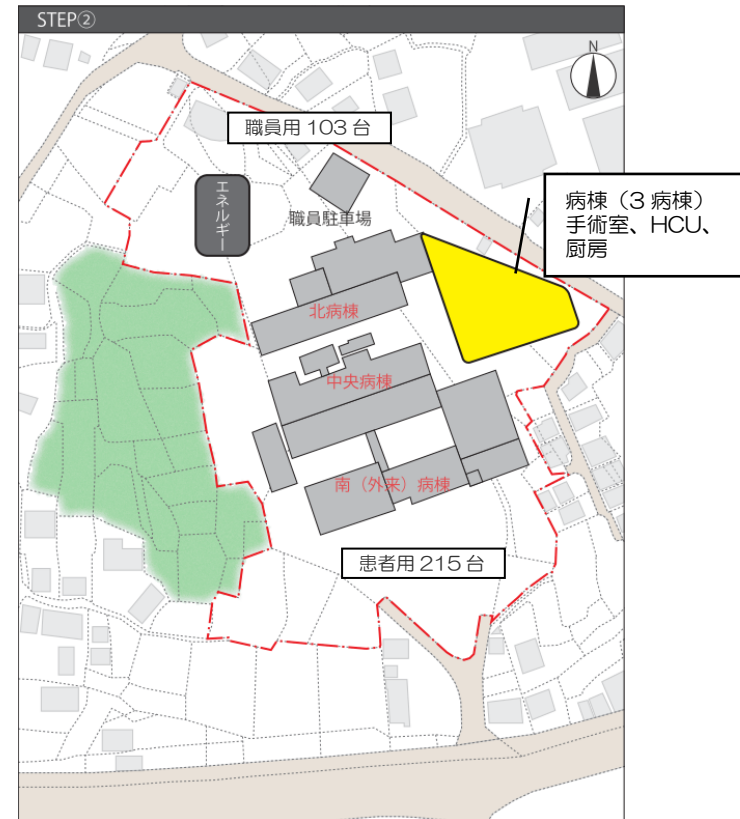 STEP②
N
職員用 103 台
エネルギー
職員駐車場
病棟（3 病棟）
手術室、HCU、
厨房
北病棟
中央病棟
南（外来）病棟
患者用 215 台